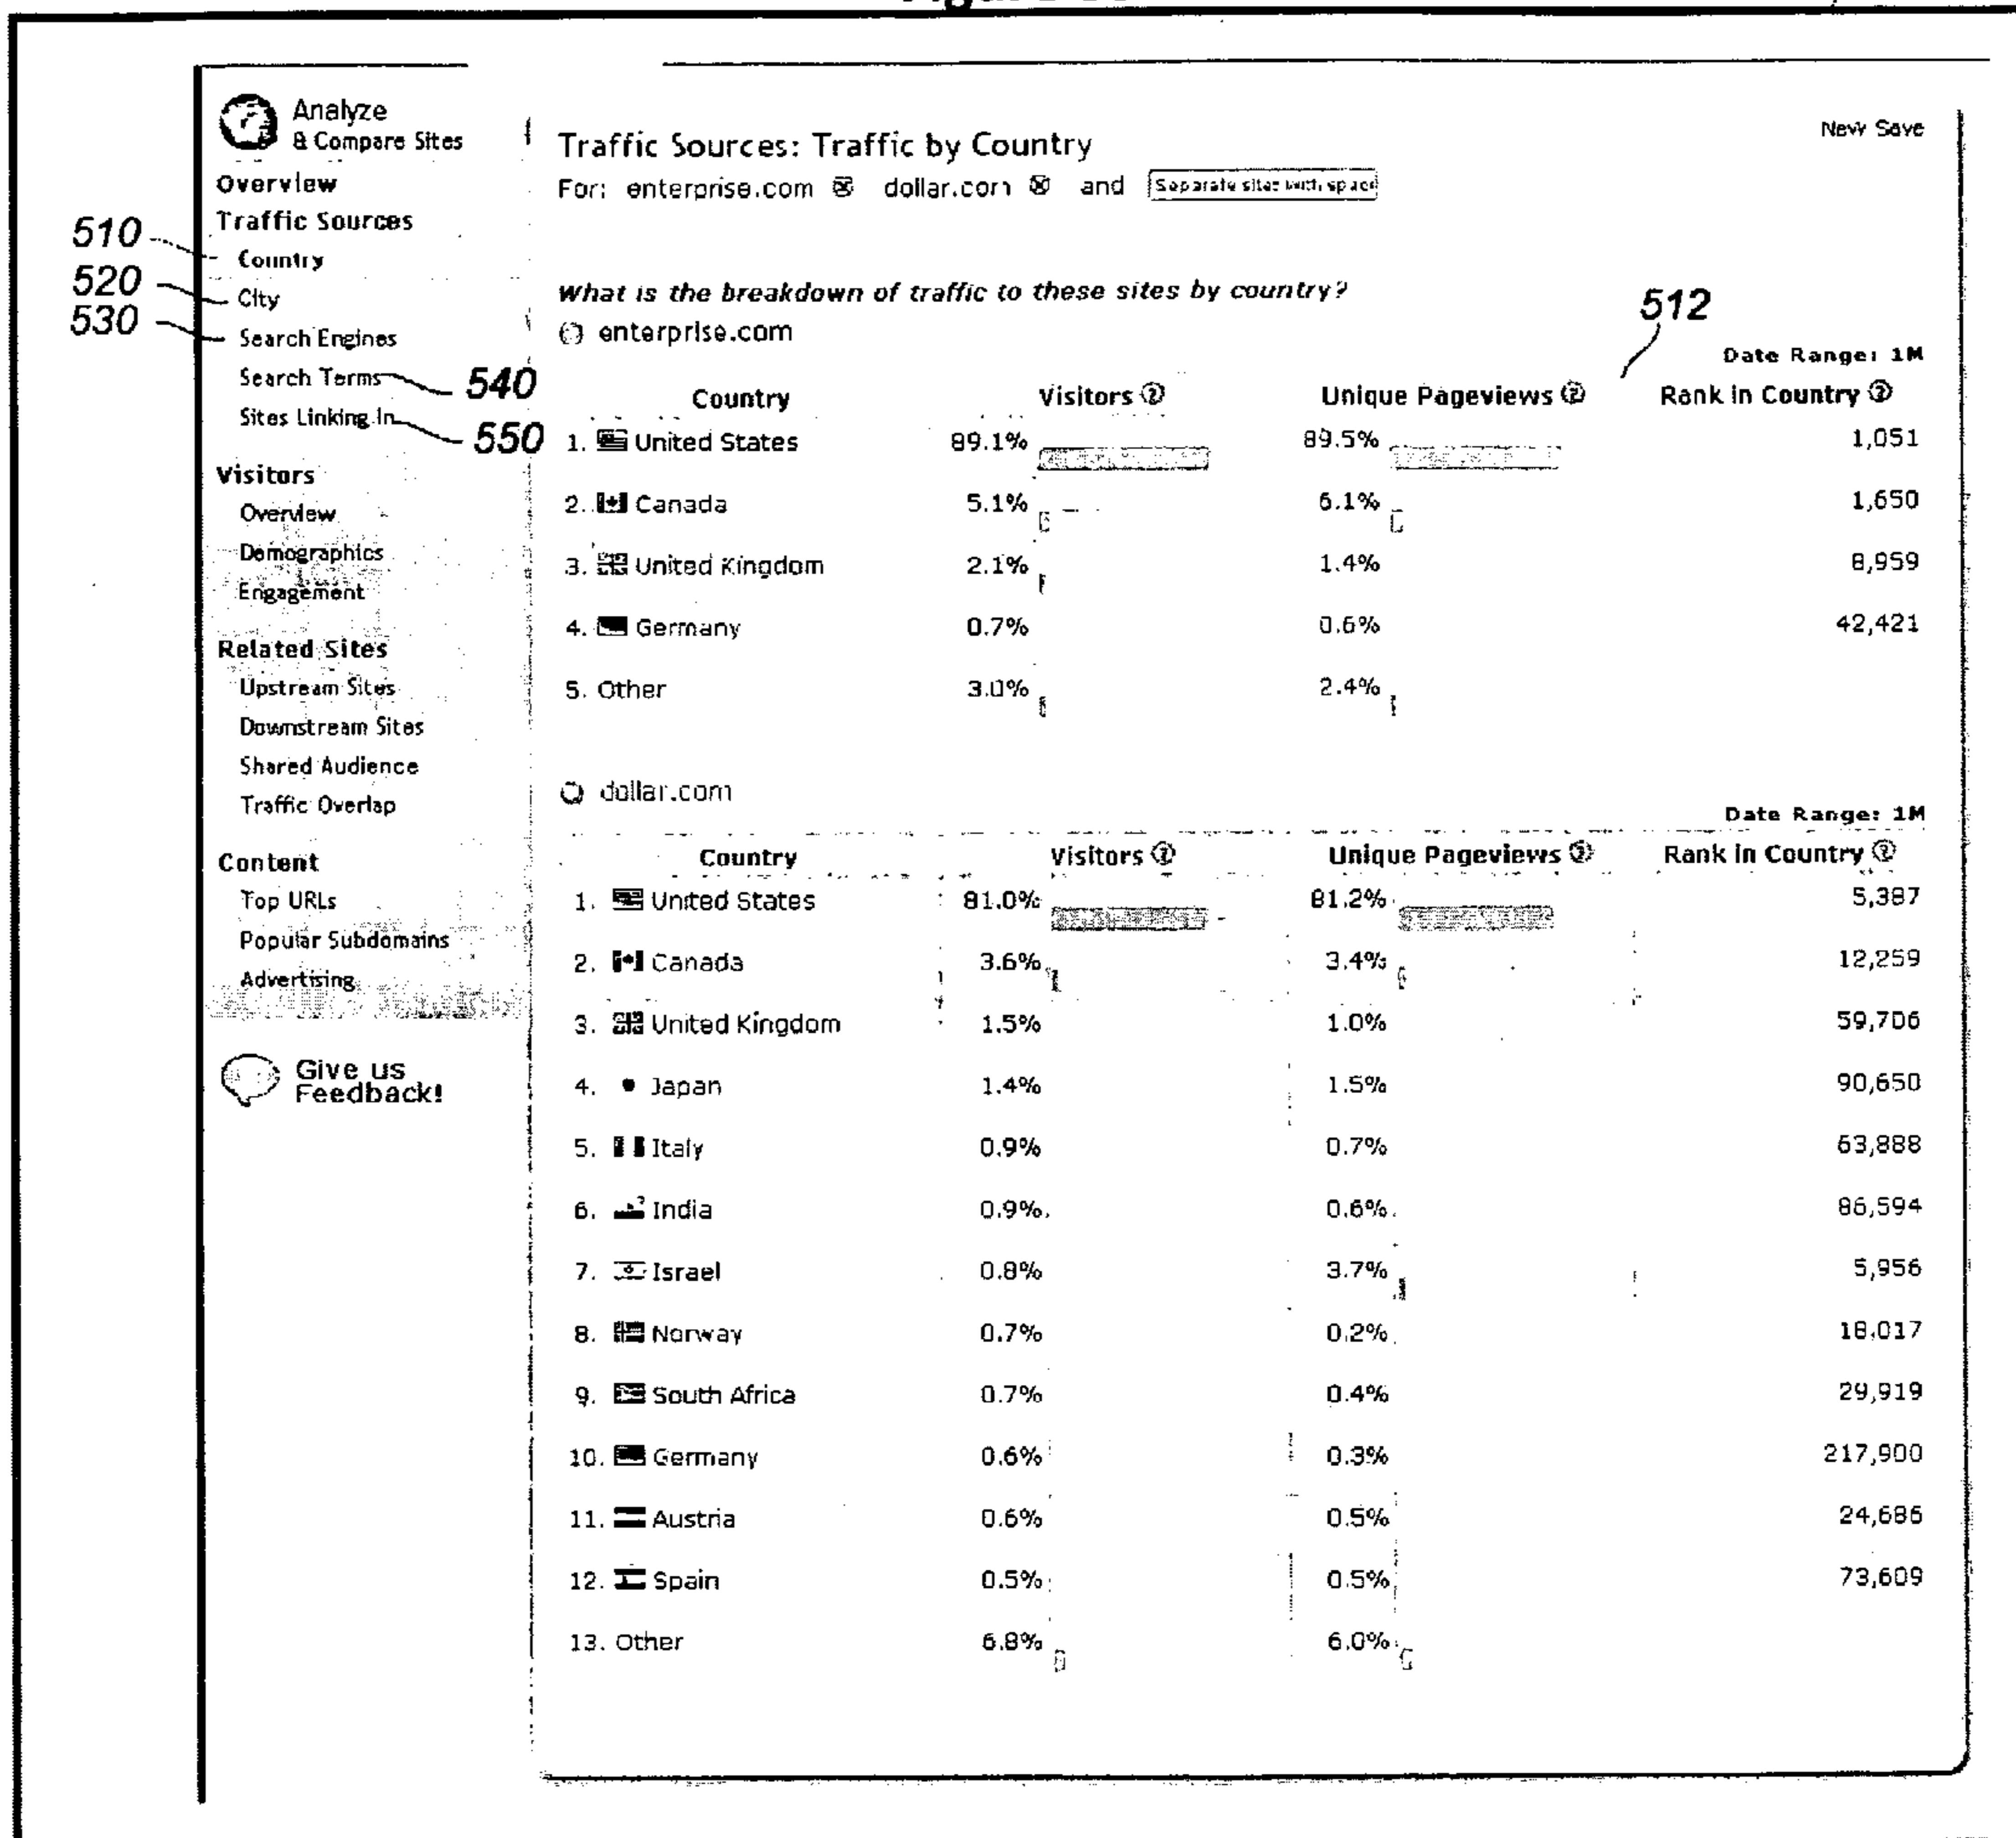 Analyze
& Compare Sites
Overview
Traffic Sources
510
Country
520
City
530
Search Engines
Search Terms 540
Sites Linking In 550
Visitors
Overview
Demographics
Engagement
Related Sites
Upstream Sites
Downstream Sites
Shared Audience
Traffic Overlap
Content
Top URLs
Popular Subdomains
Advertising
Give us
Feedback!
New Save
Traffic Sources: Traffic by Country
For: enterprise.com dollar.com and Separate sites with space
What is the breakdown of traffic to these sites by country?
512
enterprise.com
Date Range: 1M
Country Visitors Unique Pageviews Rank in Country
1. United States 89.1% 89.5% 1,051
2. Canada 5.1% 6.1% 1,650
3. United Kingdom 2.1% 1.4% 8,959
4. Germany 0.7% 0.6% 42,421
5. Other 3.0% 2.4%
dollar.com
Date Range: 1M
Country Visitors Unique Pageviews Rank in Country
1. United States 81.0% 81.2% 5,387
2. Canada 3.6% 3.4% 12,259
3. United Kingdom 1.5% 1.0% 59,706
4. Japan 1.4% 1.5% 90,650
5. Italy 0.9% 0.7% 63,888
6. India 0.9% 0.6% 86,594
7. Israel 0.8% 3.7% 5,956
8. Norway 0.7% 0.2% 18,017
9. South Africa 0.7% 0.4% 29,919
10. Germany 0.6% 0.3% 217,900
11. Austria 0.6% 0.5% 24,686
12. Spain 0.5% 0.5% 73,609
13. Other 6.8% 6.0%